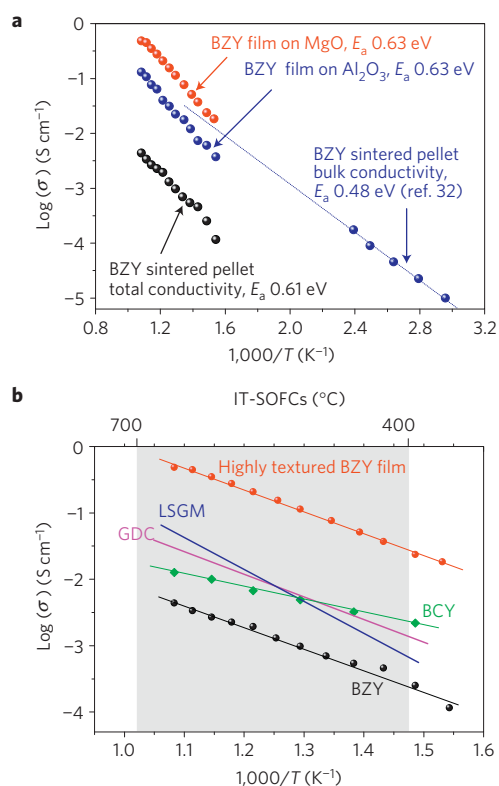 a
0
-1
-2
-3
-4
-5
Log (σ) (S cm⁻¹)
BZY film on MgO, Eₐ 0.63 eV
BZY film on Al₂O₃, Eₐ 0.63 eV
BZY sintered pellet
bulk conductivity,
Eₐ 0.48 eV (ref. 32)
BZY sintered pellet
total conductivity, Eₐ 0.61 eV
0.8 1.2 1.6 2.0 2.4 2.8 3.2
1,000/T (K⁻¹)
b
IT-SOFCs (°C)
700 400
0
-1
-2
-3
-4
Log (σ) (S cm⁻¹)
Highly textured BZY film
LSGM
GDC
BCY
BZY
1.0 1.1 1.2 1.3 1.4 1.5 1.6
1,000/T (K⁻¹)